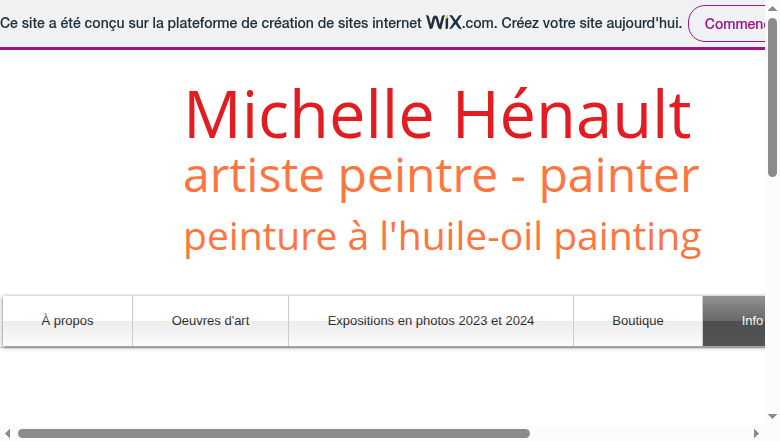 Ce site a été conçu sur la plateforme de création de sites internet WiX.com. Créez votre site aujourd'hui. Commenc
Michelle Hénault
artiste peintre - painter
peinture à l'huile-oil painting
À propos Oeuvres d'art Expositions en photos 2023 et 2024 Boutique Info